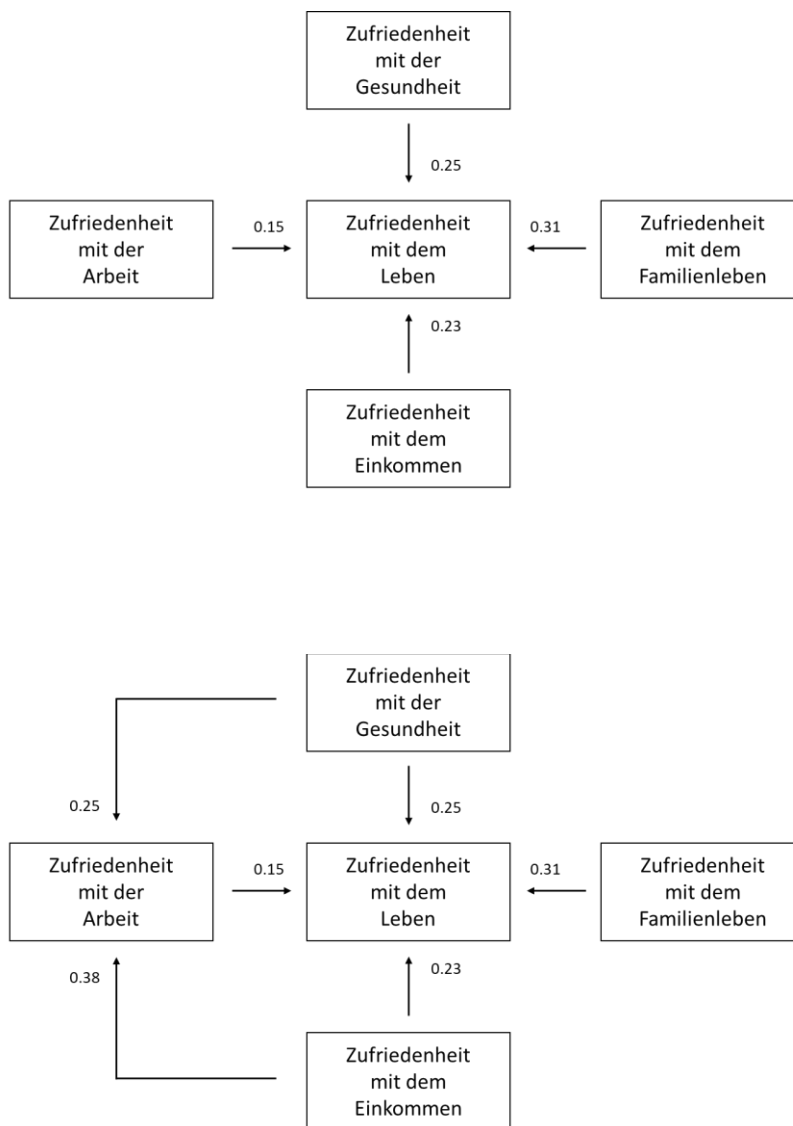 Zufriedenheit
mit der
Gesundheit
0.25
Zufriedenheit
mit der
Arbeit
0.15
Zufriedenheit
mit dem
Leben
0.31
Zufriedenheit
mit dem
Familienleben
0.23
Zufriedenheit
mit dem
Einkommen
Zufriedenheit
mit der
Gesundheit
0.25
0.25
Zufriedenheit
mit der
Arbeit
0.15
Zufriedenheit
mit dem
Leben
0.31
Zufriedenheit
mit dem
Familienleben
0.38
0.23
Zufriedenheit
mit dem
Einkommen